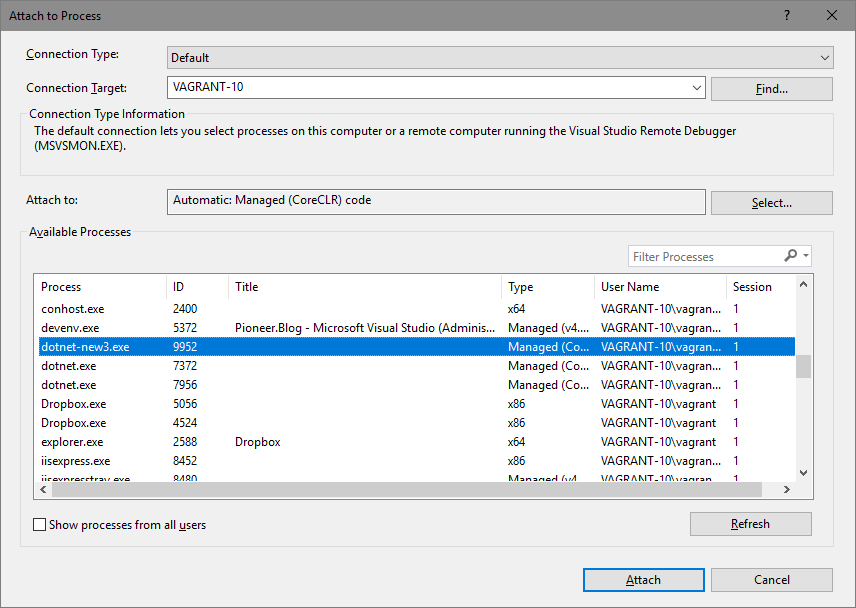 Attach to Process ?
Connection Type: Default
Connection Target: VAGRANT-10 Find...
Connection Type Information
The default connection lets you select processes on this computer or a remote computer running the Visual Studio Remote Debugger
(MSVSMON.EXE).
Attach to: Automatic: Managed (CoreCLR) code Select...
Available Processes
Filter Processes
Process ID Title Type User Name Session
conhost.exe 2400 x64 VAGRANT-10\vagran... 1
devenv.exe 5372 Pioneer.Blog - Microsoft Visual Studio (Adminis... Managed (v4.... VAGRANT-10\vagran... 1
dotnet-new3.exe 9952 Managed (Co... VAGRANT-10\vagran... 1
dotnet.exe 7372 Managed (Co... VAGRANT-10\vagran... 1
dotnet.exe 7956 Managed (Co... VAGRANT-10\vagran... 1
Dropbox.exe 5056 x86 VAGRANT-10\vagrant 1
Dropbox.exe 4524 x86 VAGRANT-10\vagrant 1
explorer.exe 2588 Dropbox x64 VAGRANT-10\vagrant 1
iisexpress.exe 8452 x86 VAGRANT-10\vagran... 1
iisexpresstray.exe 8480 Managed (v4.... VAGRANT-10\vagran... 1
Show processes from all users Refresh
Attach Cancel